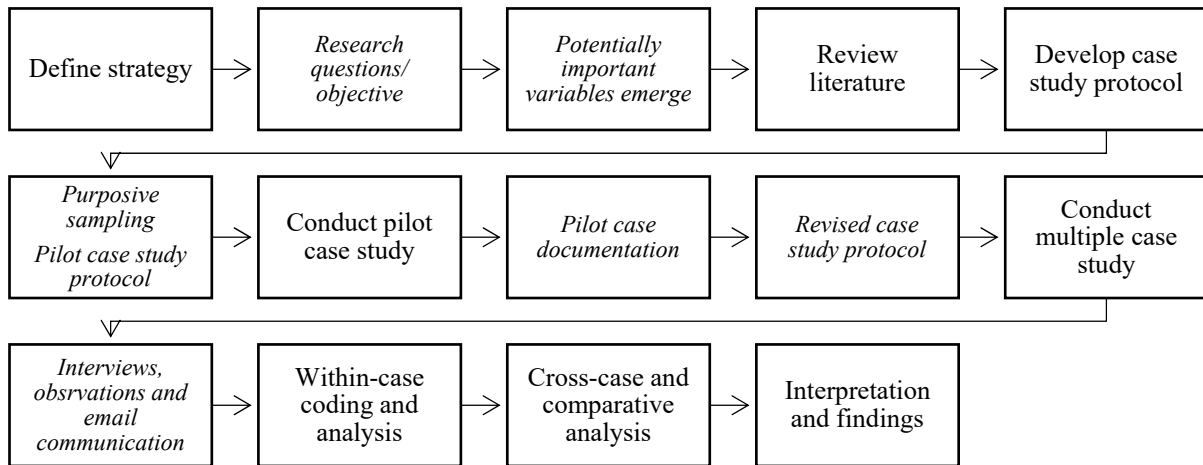 Define strategy
Research
questions/
objective
Potentially
important
variables emerge
Review
literature
Develop case
study protocol
Purposive
sampling
Pilot case study
protocol
Conduct pilot
case study
Pilot case
documentation
Revised case
study protocol
Conduct
multiple case
study
Interviews,
obsrvations and
email
communication
Within-case
coding and
analysis
Cross-case and
comparative
analysis
Interpretation
and findings